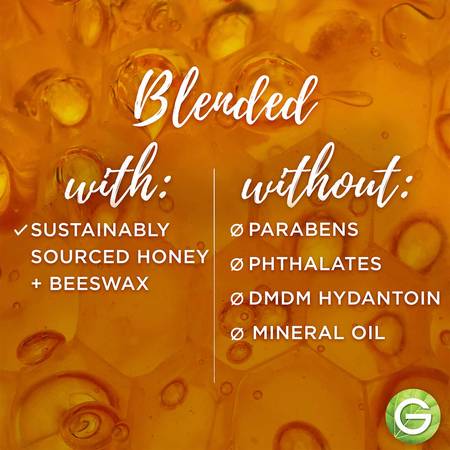 Blended
with:
✓ SUSTAINABLY
SOURCED HONEY
+ BEESWAX
without:
Ø PARABENS
Ø PHTHALATES
Ø DMDM HYDANTOIN
Ø MINERAL OIL
G